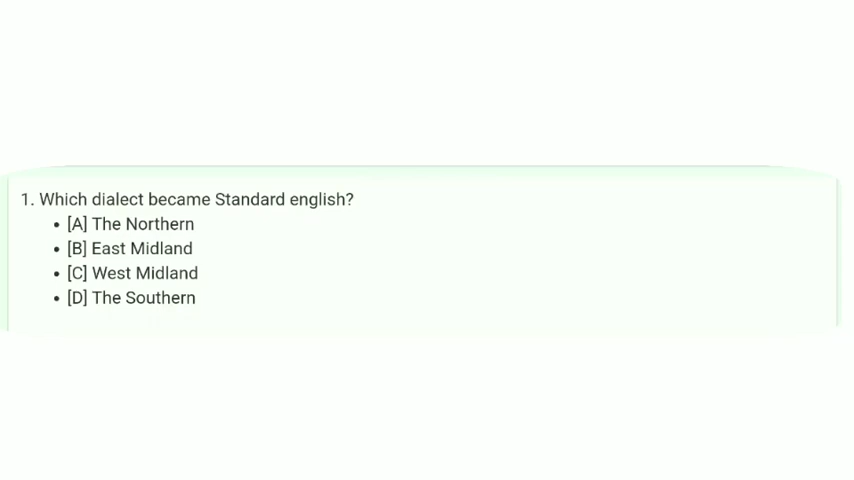 1. Which dialect became Standard english?
• [A] The Northern
• [B] East Midland
• [C] West Midland
• [D] The Southern